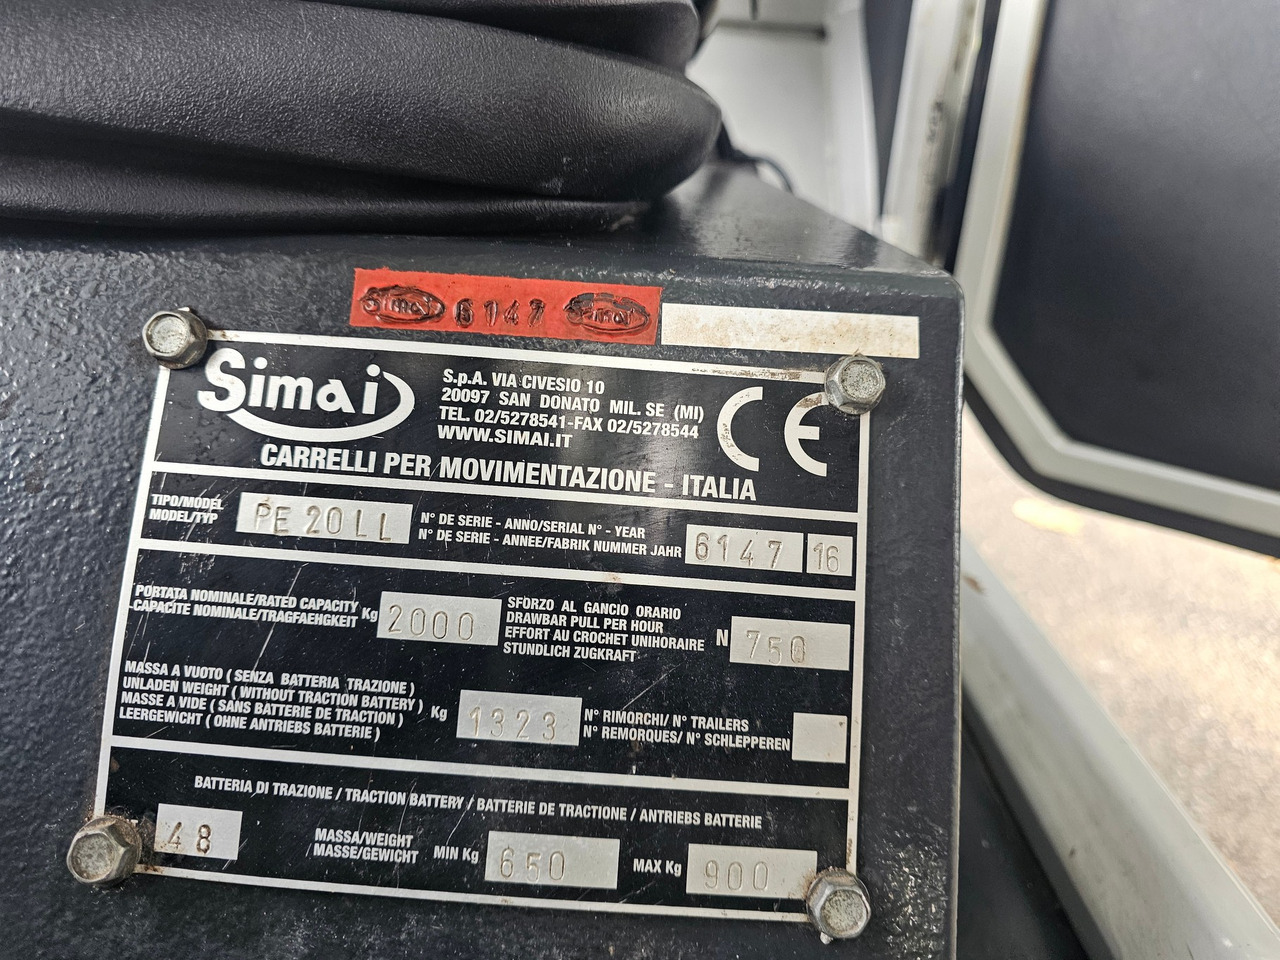 Simai 6147 Simai
Simai
S.p.A. VIA CIVESIO 10
20097 SAN DONATO MIL. SE (MI)
TEL. 02/5278541-FAX 02/5278544
WWW.SIMAI.IT
CE
CARRELLI PER MOVIMENTAZIONE - ITALIA
TIPO/MODEL
MODEL/TYP
PE 20 LL
N° DE SERIE - ANNO/SERIAL N° - YEAR
N° DE SERIE - ANNEE/FABRIK NUMMER JAHR
6147
16
PORTATA NOMINALE/RATED CAPACITY
CAPACITE NOMINALE/TRAGFAEHGKEIT
Kg
2000
SFORZO AL GANCIO ORARIO
DRAWBAR PULL PER HOUR
EFFORT AU CROCHET UNIHORAIRE
STUNDLICH ZUGKRAFT
N
750
MASSA A VUOTO ( SENZA BATTERIA TRAZIONE )
UNLADEN WEIGHT ( WITHOUT TRACTION BATTERY )
MASSE A VIDE ( SANS BATTERIE DE TRACTION )
LEERGEWICHT ( OHNE ANTRIEBS BATTERIE )
Kg
1323
N° RIMORCHI/ N° TRAILERS
N° REMORQUES/ N° SCHLEPPEREN
BATTERIA DI TRAZIONE / TRACTION BATTERY / BATTERIE DE TRACTIONE / ANTRIEBS BATTERIE
48
MASSA/WEIGHT
MASSE/GEWICHT
MIN Kg
650
MAX Kg
900